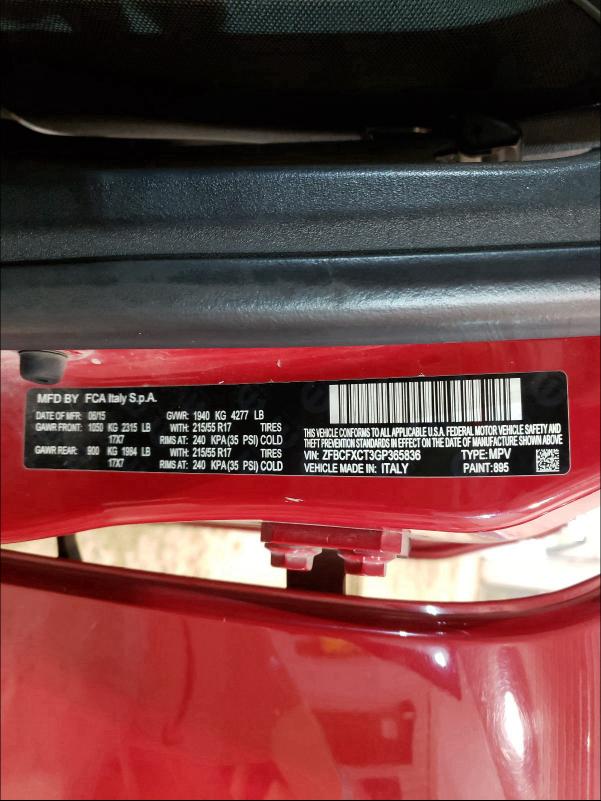 MFD BY FCA Italy S.p.A.
DATE OF MFR 06/15 GVWR: 1940 KG 4277 LB
GAWR FRONT: 1050 KG 2315 LB WITH: 215/55 R17 TIRES
17X7 RIMS AT: 240 KPA(35 PSI) COLD
GAWR REAR: 900 KG 1984 LB WITH: 215/55 R17 TIRES
17X7 RIMS AT: 240 KPA(35 PSI) COLD
THIS VEHICLE CONFORMS TO ALL APPLICABLE U.S.A. FEDERAL MOTOR VEHICLE SAFETY AND
THEFT PREVENTION STANDARDS IN EFFECT ON THE DATE OF MANUFACTURE SHOWN ABOVE
VIN: ZFBCFXCT3GP365836 TYPE: MPV
VEHICLE MADE IN: ITALY PAINT: 895